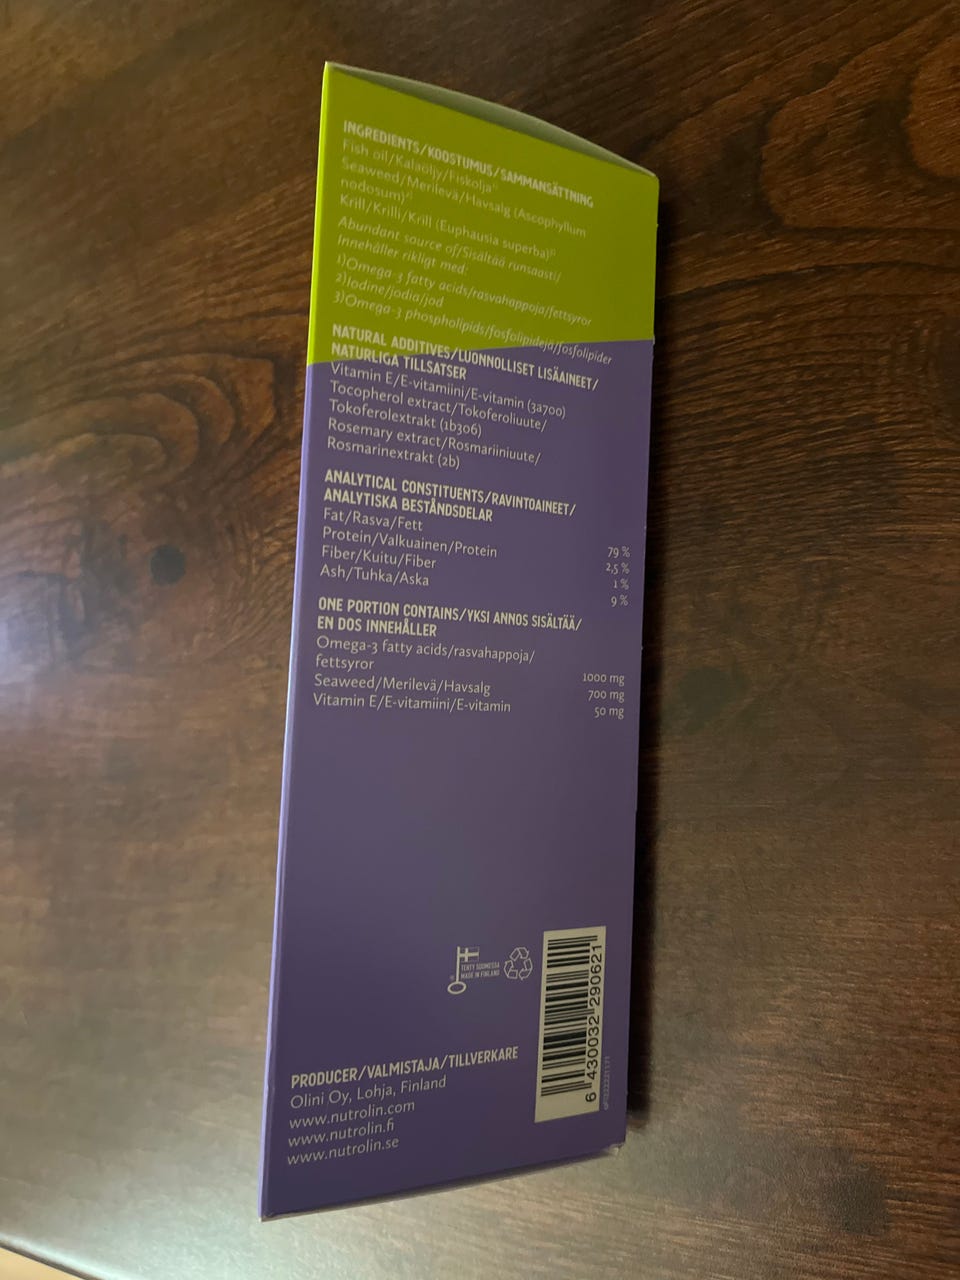 INGREDIENTS/KOOSTUMUS/SAMMANSÄTTNING
Fish oil/Kalaöljy/Fiskolja¹⁾
Seaweed/Merilevä/Havsalg (Ascophyllum
nodosum)²⁾
Krill/Krilli/Krill (Euphausia superba)³⁾
Abundant source of/Sisältää runsaasti/
Innehåller rikligt med:
1)Omega-3 fatty acids/rasvahappoja/fettsyror
2)Iodine/jodia/jod
3)Omega-3 phospholipids/fosfolipidejä/fosfolipider
NATURAL ADDITIVES/LUONNOLLISET LISÄAINEET/
NATURLIGA TILLSATSER
Vitamin E/E-vitamiini/E-vitamin (3a700)
Tocopherol extract/Tokoferoliuute/
Tokoferolextrakt (1b306)
Rosemary extract/Rosmariiniuute/
Rosmarinextrakt (2b)
ANALYTICAL CONSTITUENTS/RAVINTOAINEET/
ANALYTISKA BESTÅNDSDELAR
Fat/Rasva/Fett 79 %
Protein/Valkuainen/Protein 2,5 %
Fiber/Kuitu/Fiber 1 %
Ash/Tuhka/Aska 9 %
ONE PORTION CONTAINS/YKSI ANNOS SISÄLTÄÄ/
EN DOS INNEHÅLLER
Omega-3 fatty acids/rasvahappoja/
fettsyror 1000 mg
Seaweed/Merilevä/Havsalg 700 mg
Vitamin E/E-vitamiini/E-vitamin 50 mg
TEHTY SUOMESSA
MADE IN FINLAND
6 430032 290621
PRODUCER/VALMISTAJA/TILLVERKARE
Olini Oy, Lohja, Finland
www.nutrolin.com
www.nutrolin.fi
www.nutrolin.se